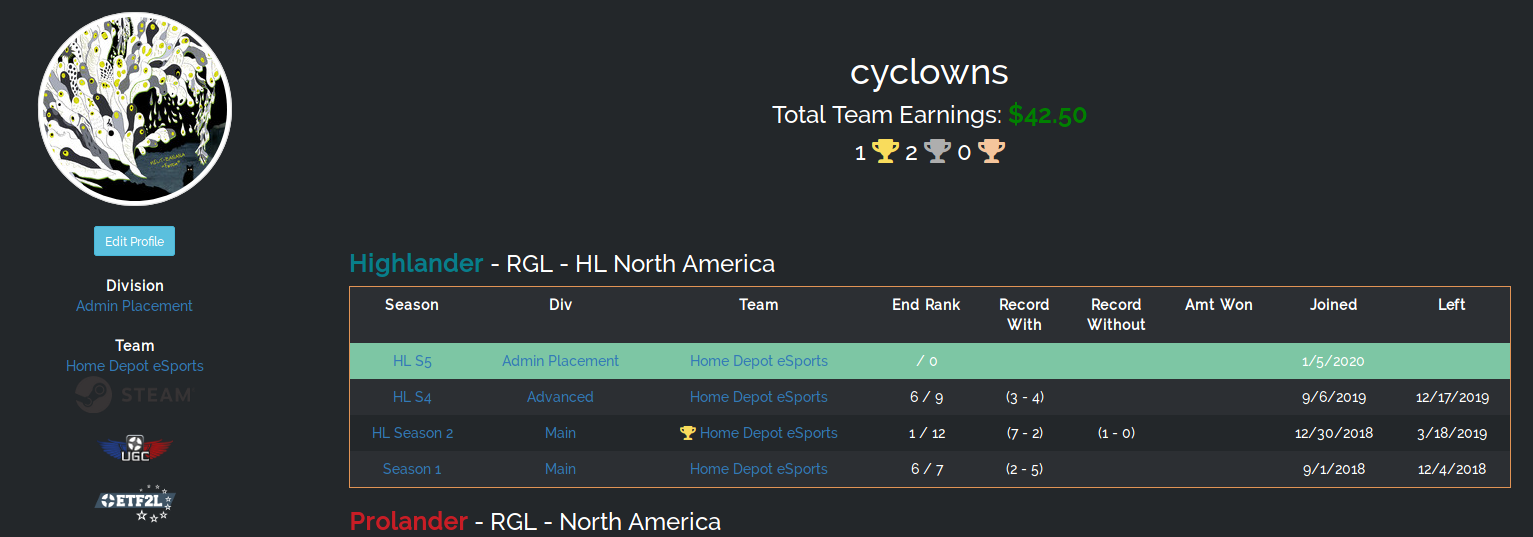 cyclowns
Total Team Earnings: $42.50
1 2 0
Edit Profile
Division
Admin Placement
Team
Home Depot eSports
STEAM
UGC
ETF2L
Highlander - RGL - HL North America
Season Div Team End Rank Record With Record Without Amt Won Joined Left
HL S5 Admin Placement Home Depot eSports / 0 1/5/2020
HL S4 Advanced Home Depot eSports 6 / 9 (3 - 4) 9/6/2019 12/17/2019
HL Season 2 Main Home Depot eSports 1 / 12 (7 - 2) (1 - 0) 12/30/2018 3/18/2019
Season 1 Main Home Depot eSports 6 / 7 (2 - 5) 9/1/2018 12/4/2018
Prolander - RGL - North America